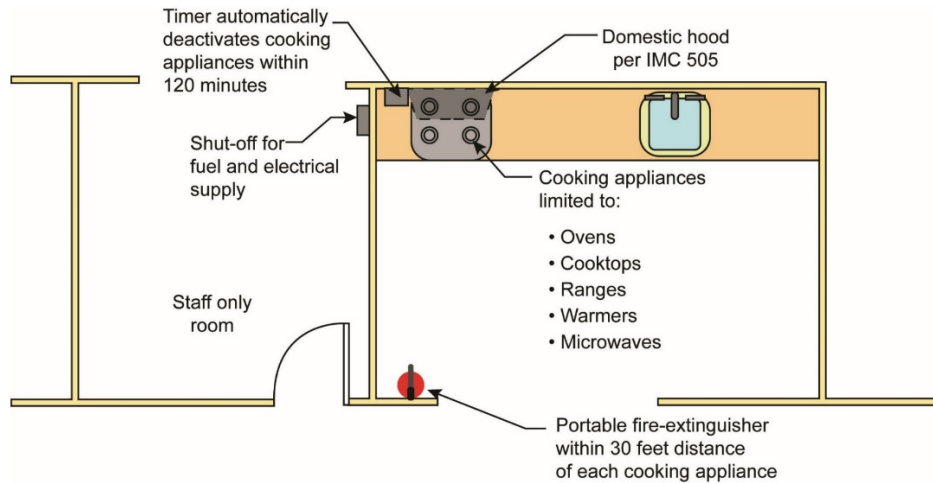 Timer automatically
deactivates cooking
appliances within
120 minutes
Domestic hood
per IMC 505
Shut-off for
fuel and electrical
supply
Cooking appliances
limited to:
• Ovens
• Cooktops
• Ranges
• Warmers
• Microwaves
Staff only
room
Portable fire-extinguisher
within 30 feet distance
of each cooking appliance